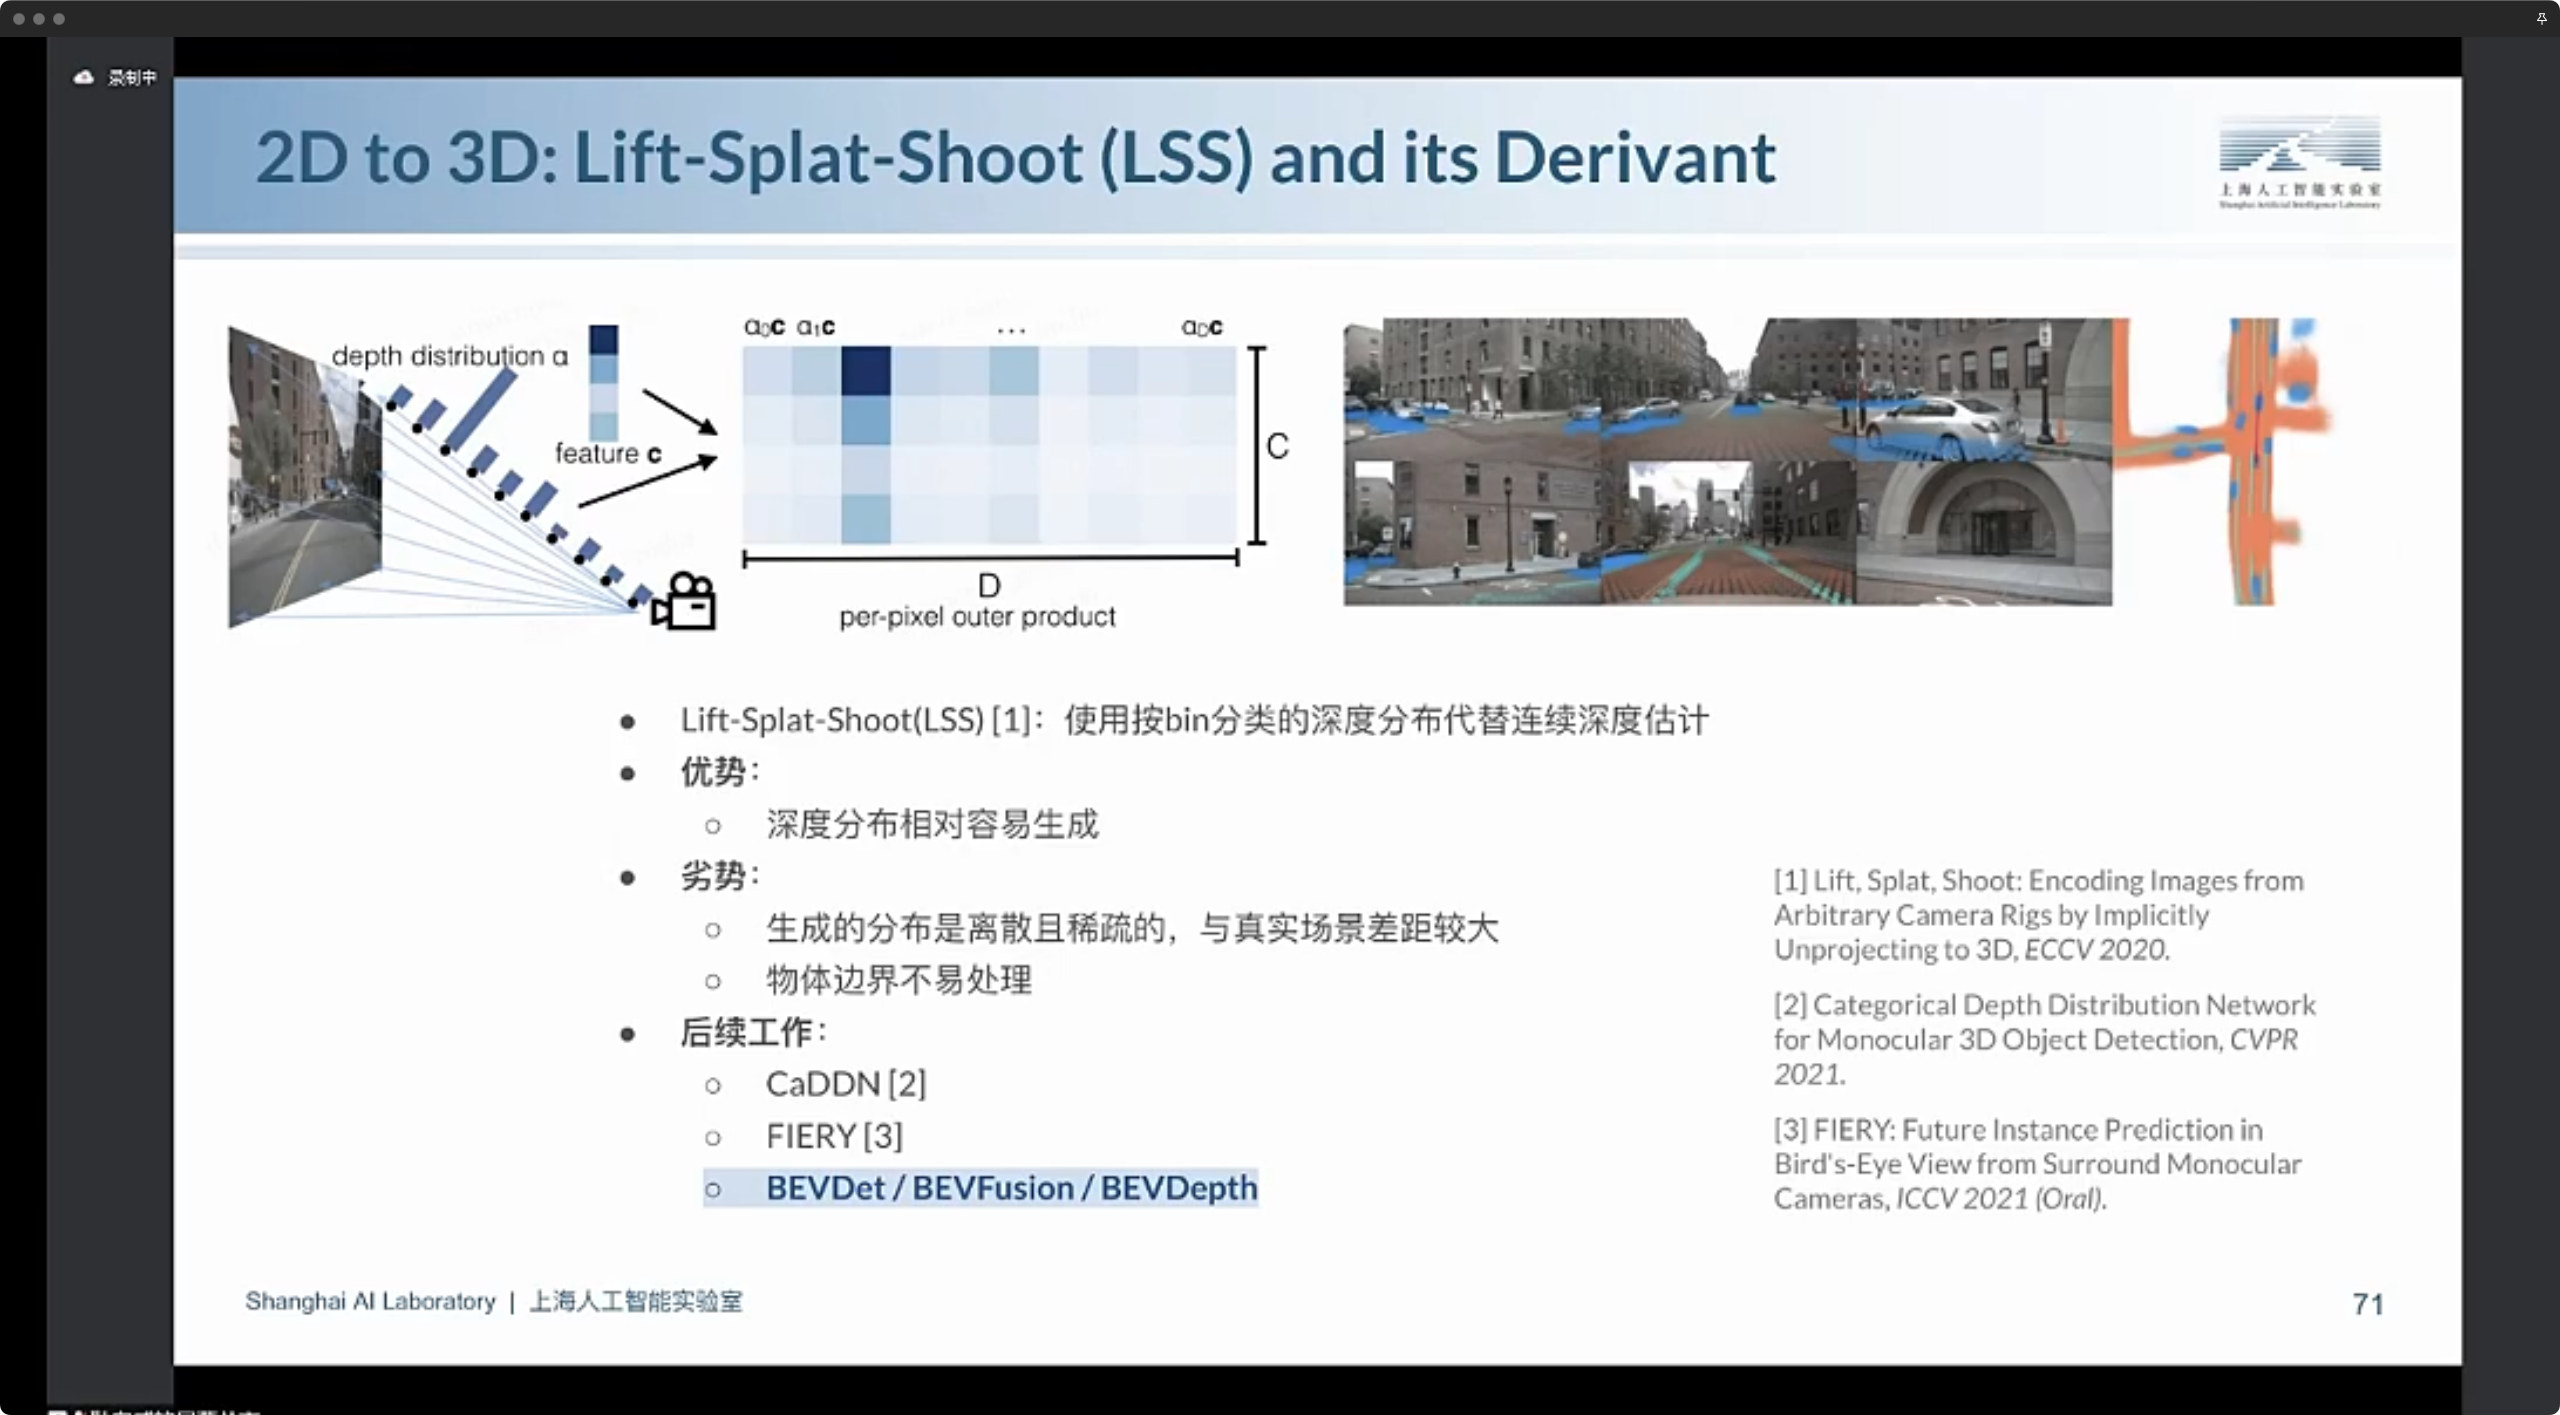 录制中
2D to 3D: Lift-Splat-Shoot (LSS) and its Derivant
上海人工智能实验室
Shanghai Artificial Intelligence Laboratory
depth distribution α
feature c
α₀c α₁c ... α_Dc
C
D
per-pixel outer product
● Lift-Splat-Shoot(LSS) [1]：使用按bin分类的深度分布代替连续深度估计
● 优势：
○ 深度分布相对容易生成
● 劣势：
○ 生成的分布是离散且稀疏的，与真实场景差距较大
○ 物体边界不易处理
● 后续工作：
○ CaDDN [2]
○ FIERY [3]
○ BEVDet / BEVFusion / BEVDepth
[1] Lift, Splat, Shoot: Encoding Images from
Arbitrary Camera Rigs by Implicitly
Unprojecting to 3D, ECCV 2020.
[2] Categorical Depth Distribution Network
for Monocular 3D Object Detection, CVPR
2021.
[3] FIERY: Future Instance Prediction in
Bird's-Eye View from Surround Monocular
Cameras, ICCV 2021 (Oral).
Shanghai AI Laboratory | 上海人工智能实验室
71